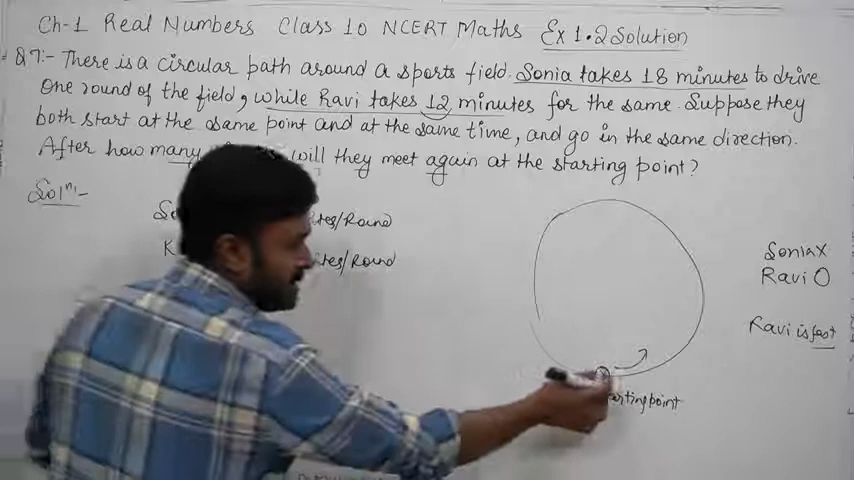 Ch-1 Real Numbers Class 10 NCERT Maths Ex 1.2 Solution
Q7:- There is a circular path around a sports field. Sonia takes 18 minutes to drive
One round of the field, while Ravi takes 12 minutes for the same. Suppose they
both start at the same point and at the same time, and go in the same direction.
After how many will they meet again at the starting point?
Solⁿ:-
/Round
/Round
Sonia X
Ravi O
Ravi is fast
point